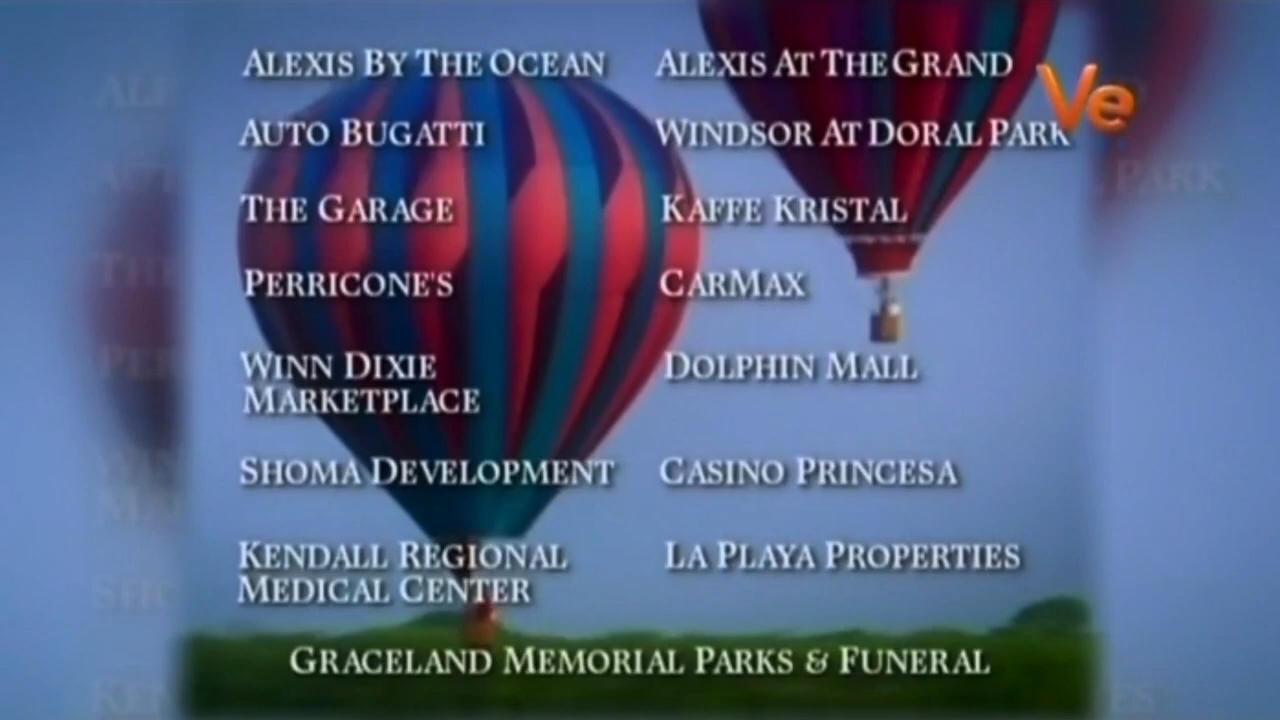 ALEXIS BY THE OCEAN
ALEXIS AT THE GRAND
Ve
AUTO BUGATTI
WINDSOR AT DORAL PARK
THE GARAGE
KAFFE KRISTAL
PERRICONE'S
CARMAX
WINN DIXIE
MARKETPLACE
DOLPHIN MALL
SHOMA DEVELOPMENT
CASINO PRINCESA
KENDALL REGIONAL
MEDICAL CENTER
LA PLAYA PROPERTIES
GRACELAND MEMORIAL PARKS & FUNERAL